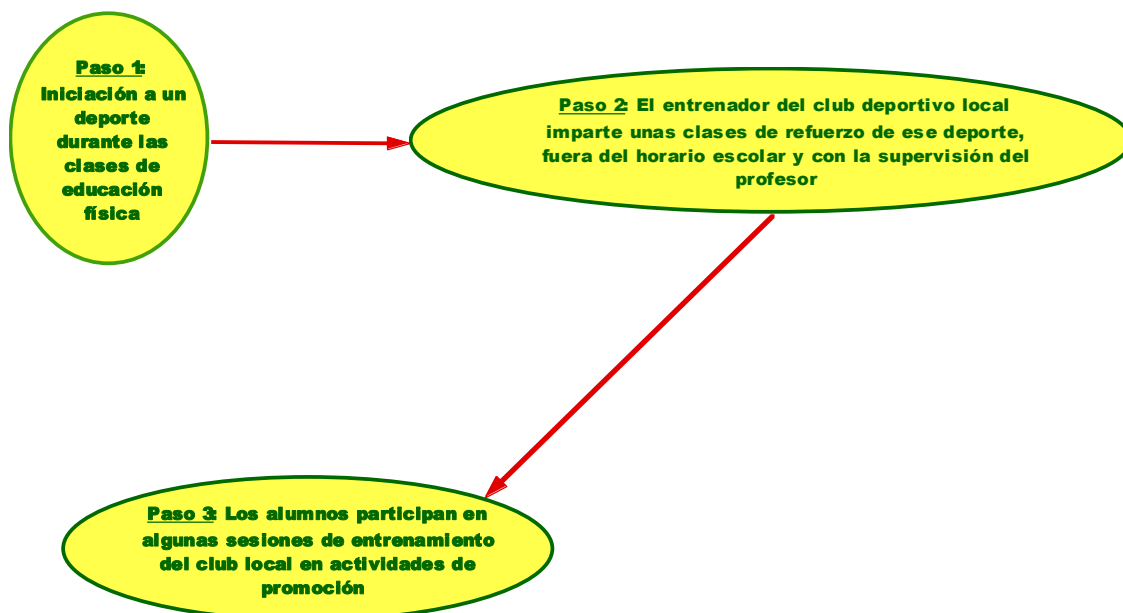 Paso 1:
Iniciación a un
deporte
durante las
clases de
educación
física
Paso 2: El entrenador del club deportivo local
imparte unas clases de refuerzo de ese deporte,
fuera del horario escolar y con la supervisión del
profesor
Paso 3: Los alumnos participan en
algunas sesiones de entrenamiento
del club local en actividades de
promoción